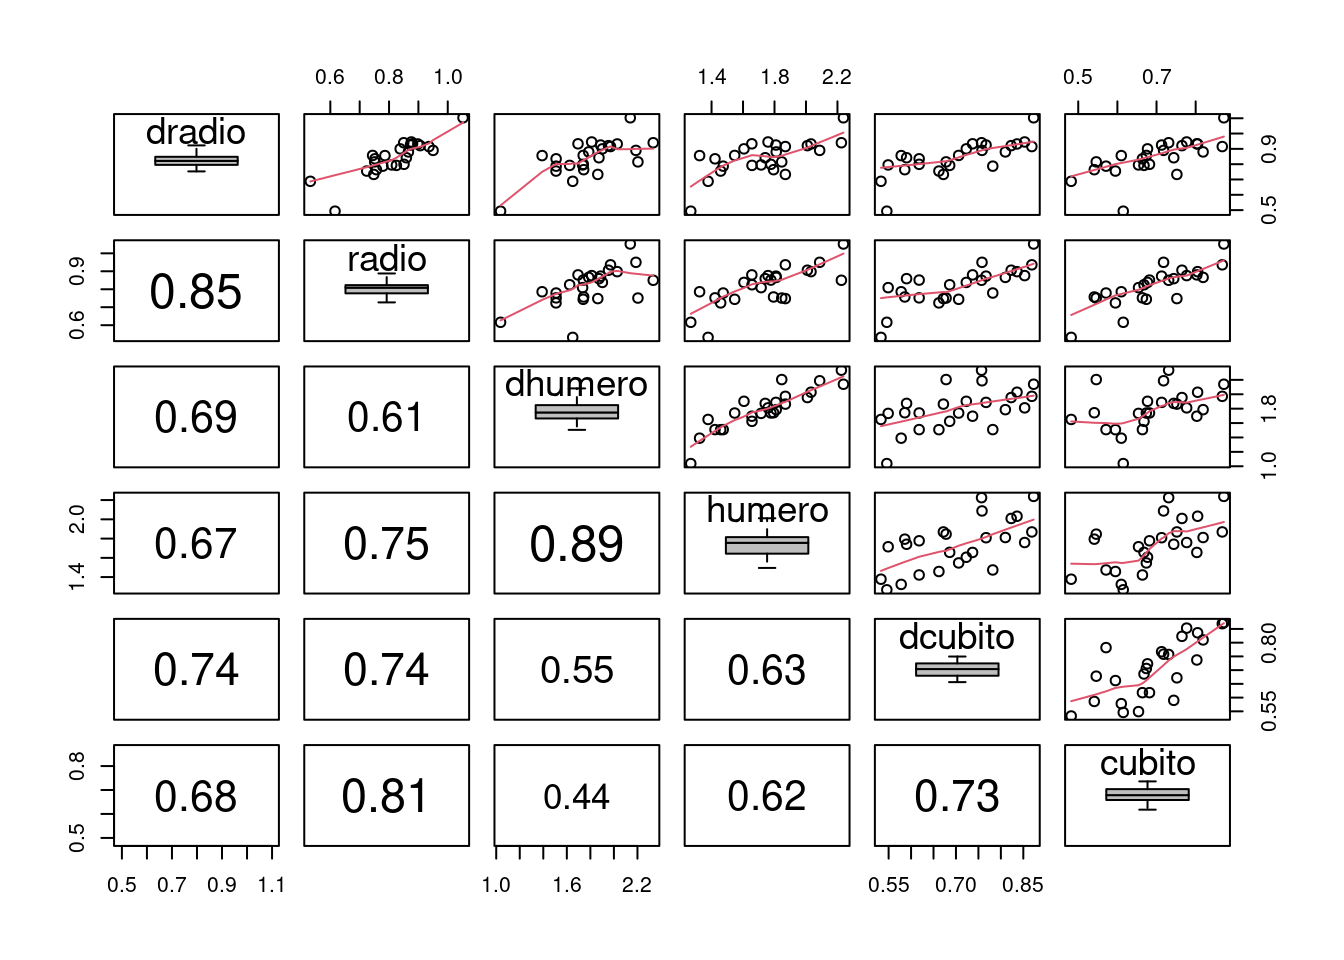 0.6 0.8 1.0 1.4 1.8 2.2 0.5 0.7
dradio 0.5 0.9
0.6 0.9 0.85 radio
0.69 0.61 dhumero 1.0 1.8
1.4 2.0 0.67 0.75 0.89 humero
0.74 0.74 0.55 0.63 dcubito 0.55 0.80
0.5 0.8 0.68 0.81 0.44 0.62 0.73 cubito
0.5 0.7 0.9 1.1 1.0 1.6 2.2 0.55 0.70 0.85